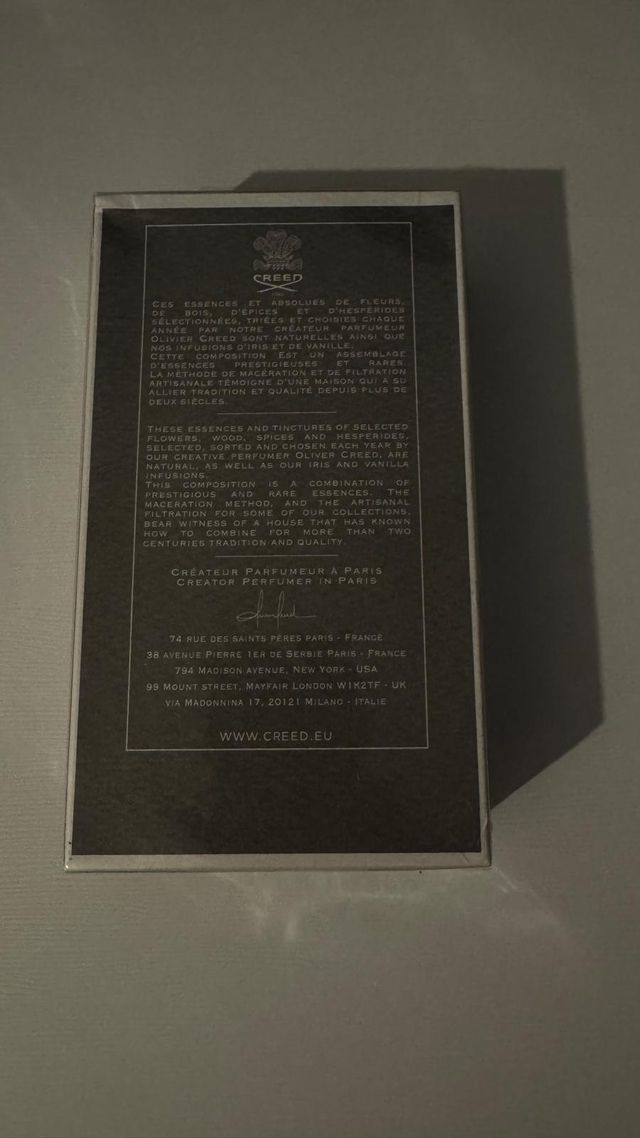 CREED
CES ESSENCES ET ABSOLUES DE FLEURS,
DE BOIS, D'ÉPICES ET D'HESPÉRIDES
SÉLECTIONNÉES, TRIÉES ET CHOISIES CHAQUE
ANNÉE PAR NOTRE CRÉATEUR PARFUMEUR
OLIVIER CREED SONT NATURELLES AINSI QUE
NOS INFUSIONS D'IRIS ET DE VANILLE.
CETTE COMPOSITION EST UN ASSEMBLAGE
D'ESSENCES PRESTIGIEUSES ET RARES.
LA MÉTHODE DE MACÉRATION ET DE FILTRATION
ARTISANALE TÉMOIGNE D'UNE MAISON QUI A SU
ALLIER TRADITION ET QUALITÉ DEPUIS PLUS DE
DEUX SIÈCLES.
THESE ESSENCES AND TINCTURES OF SELECTED
FLOWERS, WOOD, SPICES AND HESPERIDES,
SELECTED, SORTED AND CHOSEN EACH YEAR BY
OUR CREATIVE PERFUMER OLIVER CREED, ARE
NATURAL, AS WELL AS OUR IRIS AND VANILLA
INFUSIONS.
THIS COMPOSITION IS A COMBINATION OF
PRESTIGIOUS AND RARE ESSENCES. THE
MACERATION METHOD, AND THE ARTISANAL
FILTRATION FOR SOME OF OUR COLLECTIONS,
BEAR WITNESS OF A HOUSE THAT HAS KNOWN
HOW TO COMBINE FOR MORE THAN TWO
CENTURIES TRADITION AND QUALITY.
CRÉATEUR PARFUMEUR À PARIS
CREATOR PERFUMER IN PARIS
74 RUE DES SAINTS PÈRES PARIS - FRANCE
38 AVENUE PIERRE 1ER DE SERBIE PARIS - FRANCE
794 MADISON AVENUE, NEW YORK - USA
99 MOUNT STREET, MAYFAIR LONDON W1K2TF - UK
VIA MADONNINA 17, 20121 MILANO - ITALIE
WWW.CREED.EU